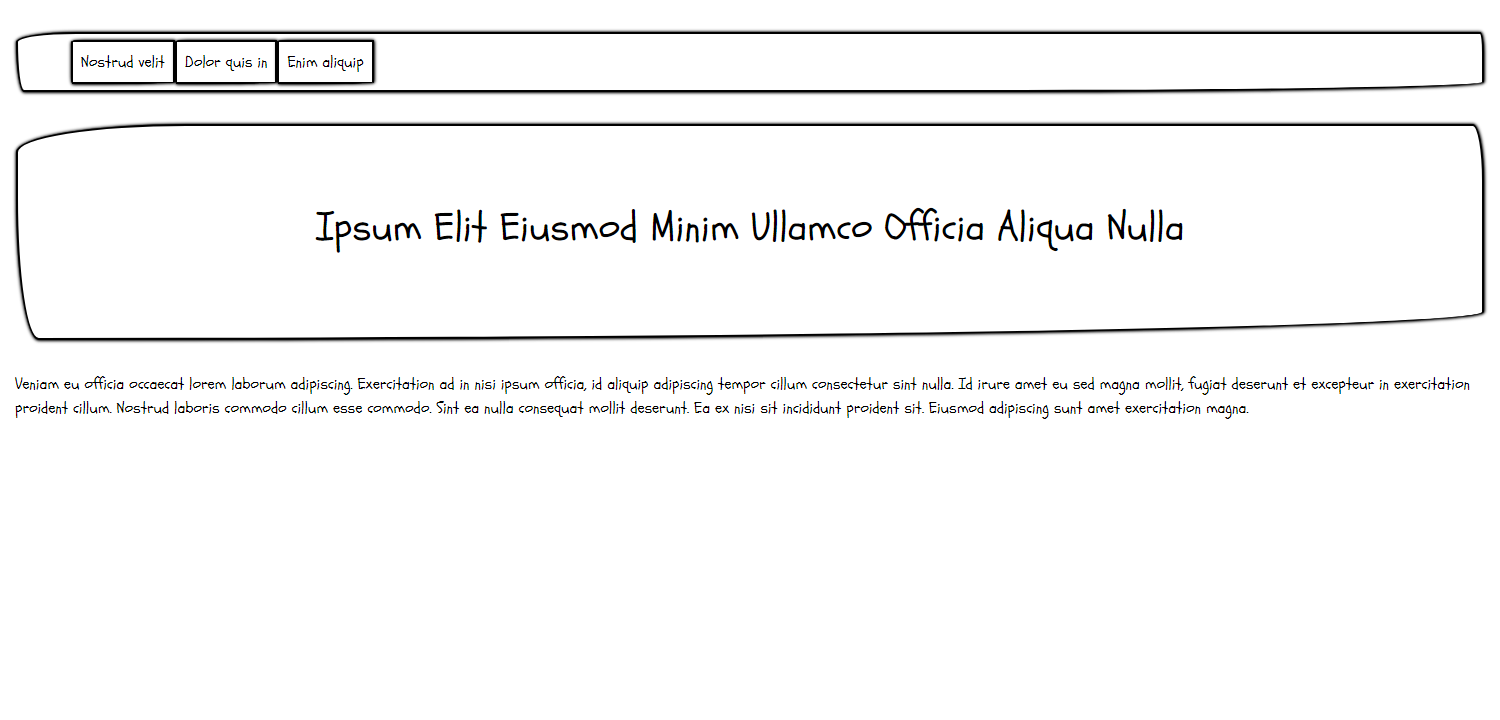 Nostrud velit Dolor quis in Enim aliquip
Ipsum Elit Eiusmod Minim Ullamco Officia Aliqua Nulla
Veniam eu officia occaecat lorem laborum adipiscing. Exercitation ad in nisi ipsum officia, id aliquip adipiscing tempor cillum consectetur sint nulla. Id irure amet eu sed magna mollit, fugiat deserunt et excepteur in exercitation
proident cillum. Nostrud laboris commodo cillum esse commodo. Sint ea nulla consequat mollit deserunt. Ea ex nisi sit incididunt proident sit. Eiusmod adipiscing sunt amet exercitation magna.